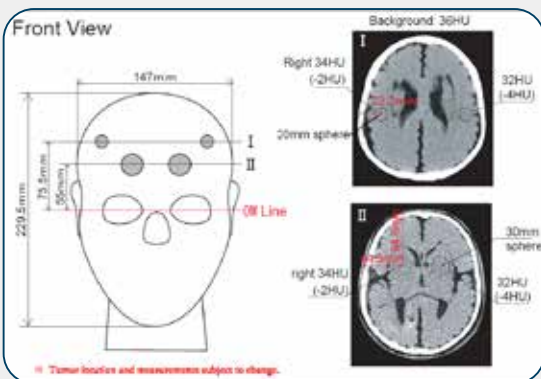 Front View
147mm
229.5mm
75.5mm
55mm
I
II
OM Line
Background: 36HU
I
Right 34HU
(-2HU)
32HU
(-4HU)
20mm sphere
II
30mm
sphere
right 34HU
(-2HU)
32HU
(-4HU)
※ Tumor location and measurements subject to change.